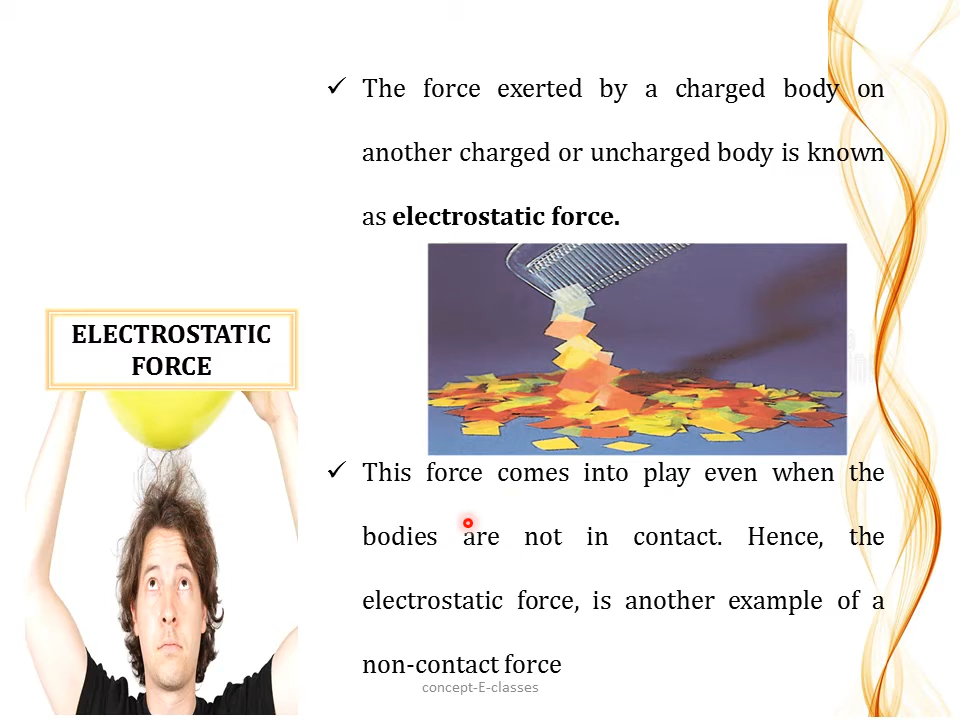 The force exerted by a charged body on
another charged or uncharged body is known
as electrostatic force.
ELECTROSTATIC
FORCE
This force comes into play even when the
bodies are not in contact. Hence, the
electrostatic force, is another example of a
non-contact force
concept-E-classes